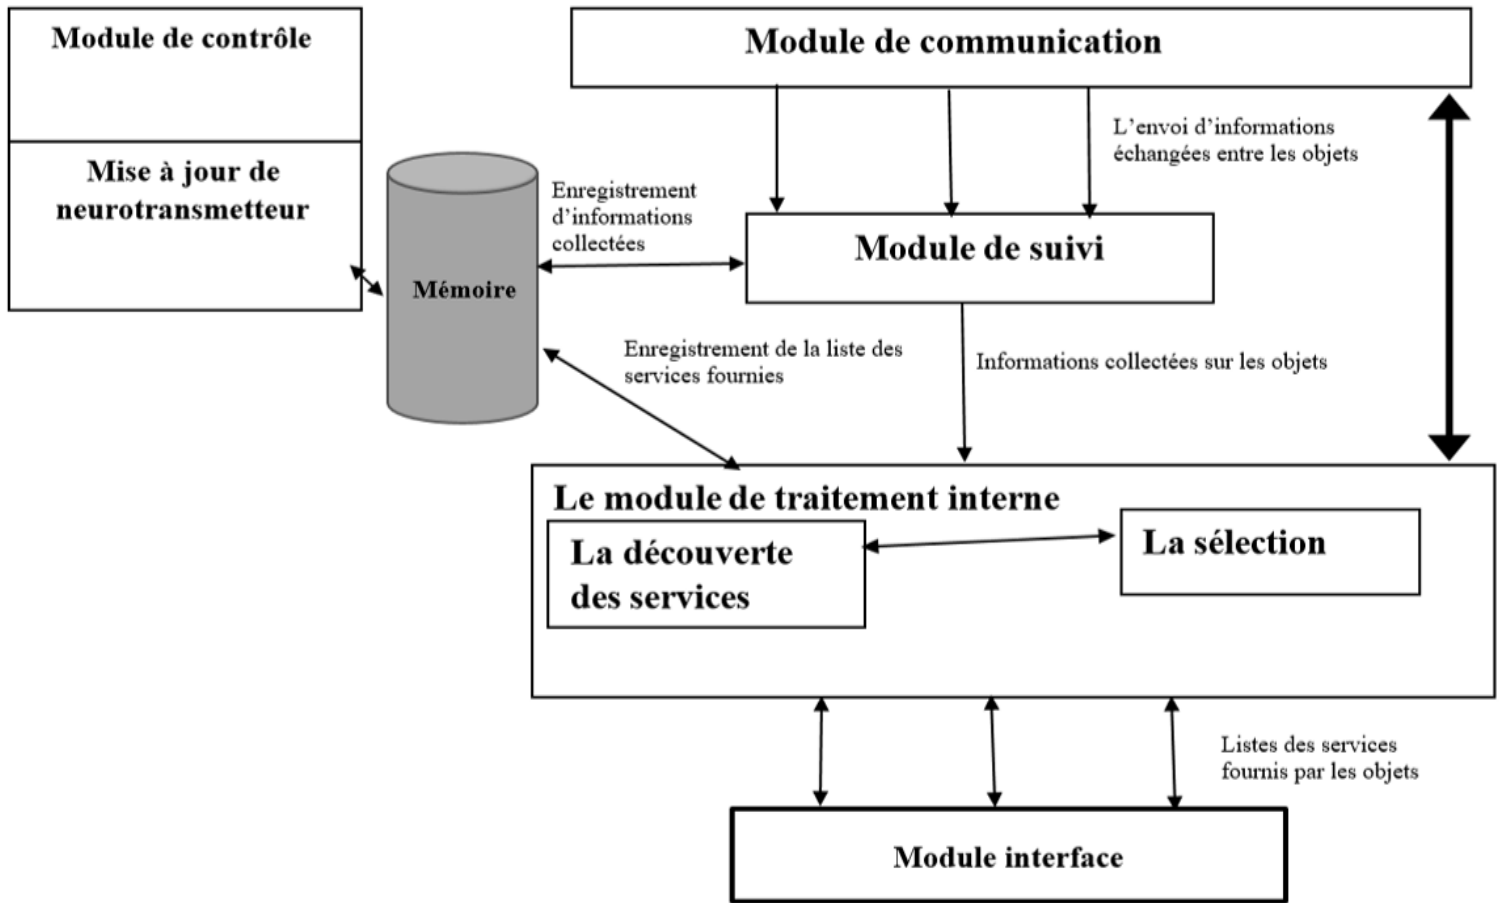 Module de contrôle
Mise à jour de
neurotransmetteur
Module de communication
L'envoi d'informations
échangées entre les objets
Enregistrement
d'informations
collectées
Mémoire
Module de suivi
Enregistrement de la liste des
services fournies
Informations collectées sur les objets
Le module de traitement interne
La découverte
des services
La sélection
Listes des services
fournis par les objets
Module interface